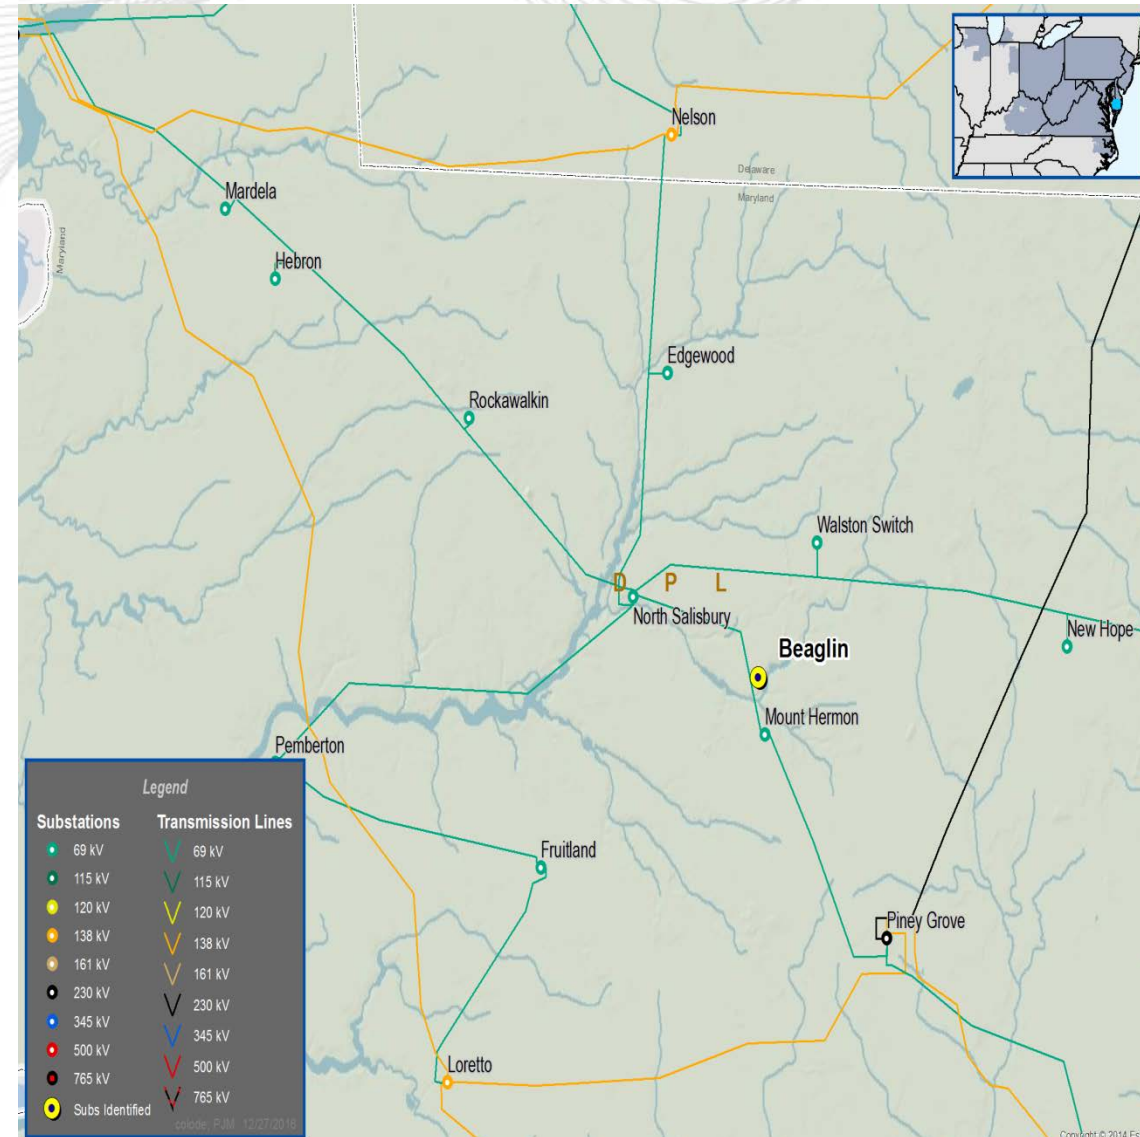 Nelson
Delaware
Maryland
Mardela
Maryland
Hebron
Edgewood
Rockawalkin
Walston Switch
D P L
North Salisbury
New Hope
Beaglin
Mount Hermon
Pemberton
Fruitland
Piney Grove
Loretto
Legend
Substations
69 kV
115 kV
120 kV
138 kV
161 kV
230 kV
345 kV
500 kV
765 kV
Subs Identified
Transmission Lines
69 kV
115 kV
120 kV
138 kV
161 kV
230 kV
345 kV
500 kV
765 kV
PJM 12/27/2016
Copyright © 2014 Es